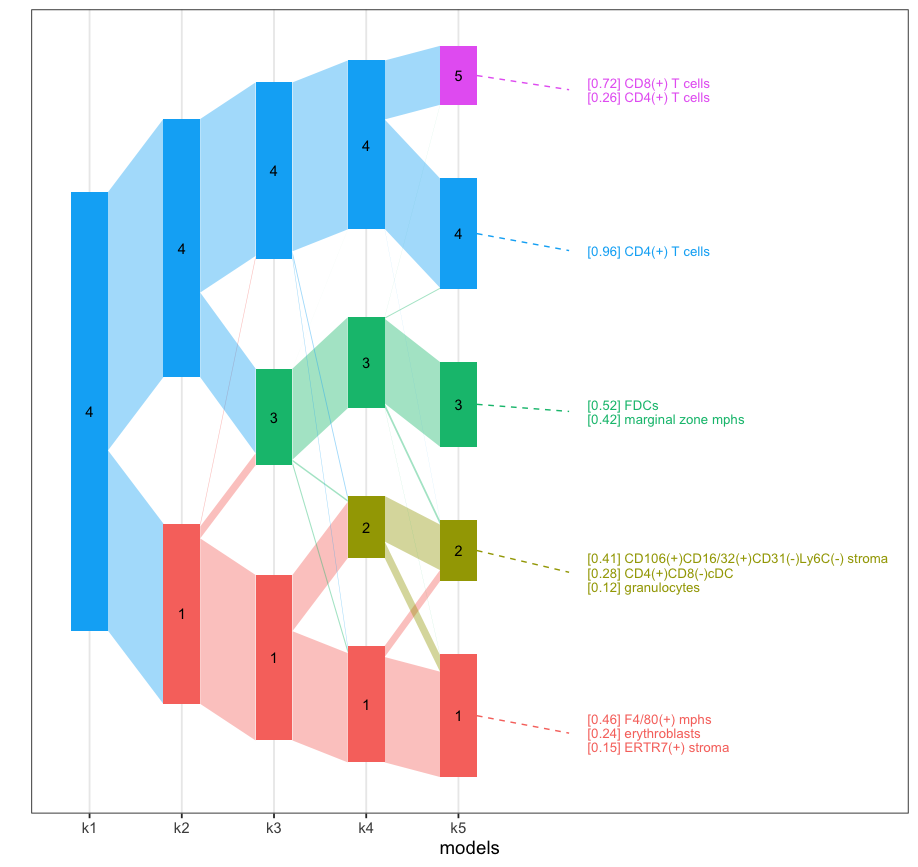 5
[0.72] CD8(+) T cells
[0.26] CD4(+) T cells
4
4
4
4
[0.96] CD4(+) T cells
4
3
3
3
[0.52] FDCs
[0.42] marginal zone mphs
2
2
[0.41] CD106(+)CD16/32(+)CD31(-)Ly6C(-) stroma
[0.28] CD4(+)CD8(-)cDC
[0.12] granulocytes
1
1
1
1
[0.46] F4/80(+) mphs
[0.24] erythroblasts
[0.15] ERTR7(+) stroma
k1 k2 k3 k4 k5
models